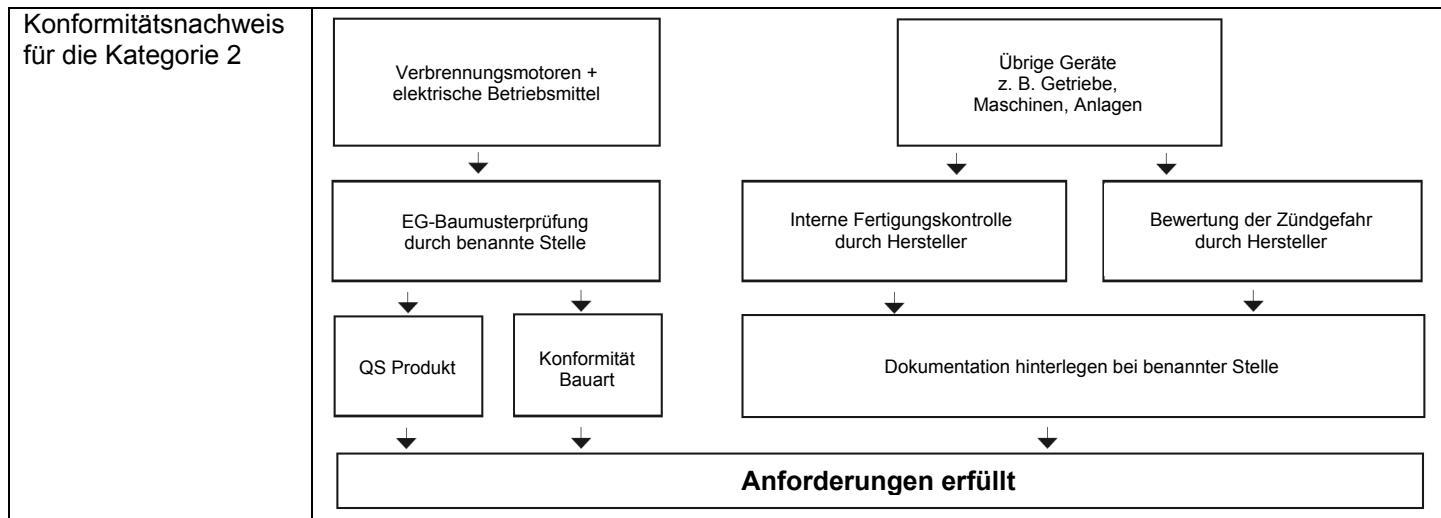 Konformitätsnachweis
für die Kategorie 2
Verbrennungsmotoren +
elektrische Betriebsmittel
Übrige Geräte
z. B. Getriebe,
Maschinen, Anlagen
EG-Baumusterprüfung
durch benannte Stelle
Interne Fertigungskontrolle
durch Hersteller
Bewertung der Zündgefahr
durch Hersteller
QS Produkt
Konformität
Bauart
Dokumentation hinterlegen bei benannter Stelle
Anforderungen erfüllt